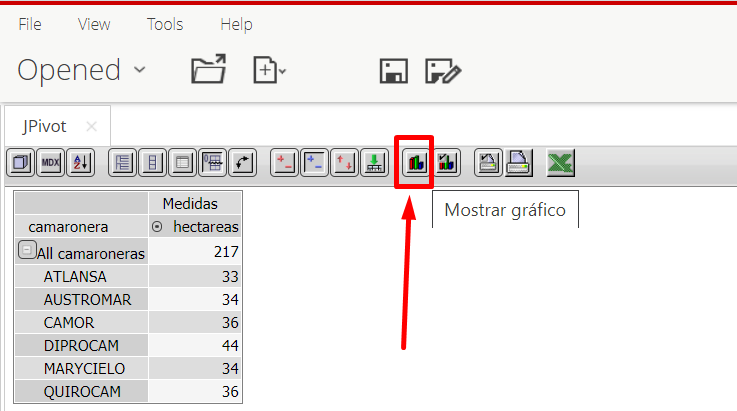 File View Tools Help
Opened
JPivot
MDX
Mostrar gráfico
Medidas
camaronera hectareas
All camaroneras 217
ATLANSA 33
AUSTROMAR 34
CAMOR 36
DIPROCAM 44
MARYCIELO 34
QUIROCAM 36